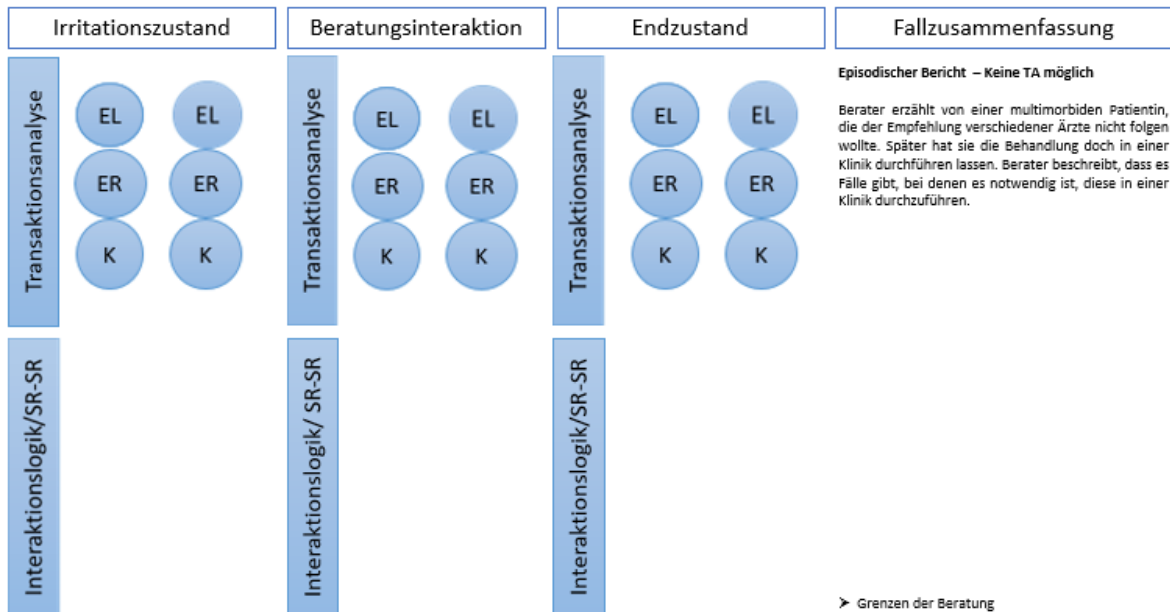 Irritationszustand
Beratungsinteraktion
Endzustand
Fallzusammenfassung
Transaktionsanalyse
EL EL
ER ER
K K
Transaktionsanalyse
EL EL
ER ER
K K
Transaktionsanalyse
EL EL
ER ER
K K
Episodischer Bericht – Keine TA möglich
Berater erzählt von einer multimorbiden Patientin,
die der Empfehlung verschiedener Ärzte nicht folgen
wollte. Später hat sie die Behandlung doch in einer
Klinik durchführen lassen. Berater beschreibt, dass es
Fälle gibt, bei denen es notwendig ist, diese in einer
Klinik durchzuführen.
Interaktionslogik/SR-SR
Interaktionslogik/ SR-SR
Interaktionslogik/SR-SR
➢ Grenzen der Beratung